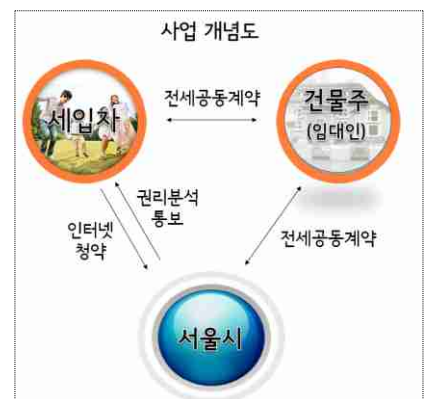 사업 개념도
세입자
전세공동계약
건물주
(임대인)
권리분석
통보
인터넷
청약
전세공동계약
서울시